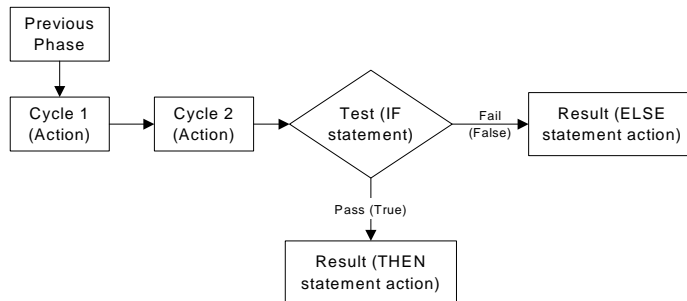 Previous
Phase
Cycle 1
(Action)
Cycle 2
(Action)
Test (IF
statement)
Fail
(False)
Result (ELSE
statement action)
Pass (True)
Result (THEN
statement action)